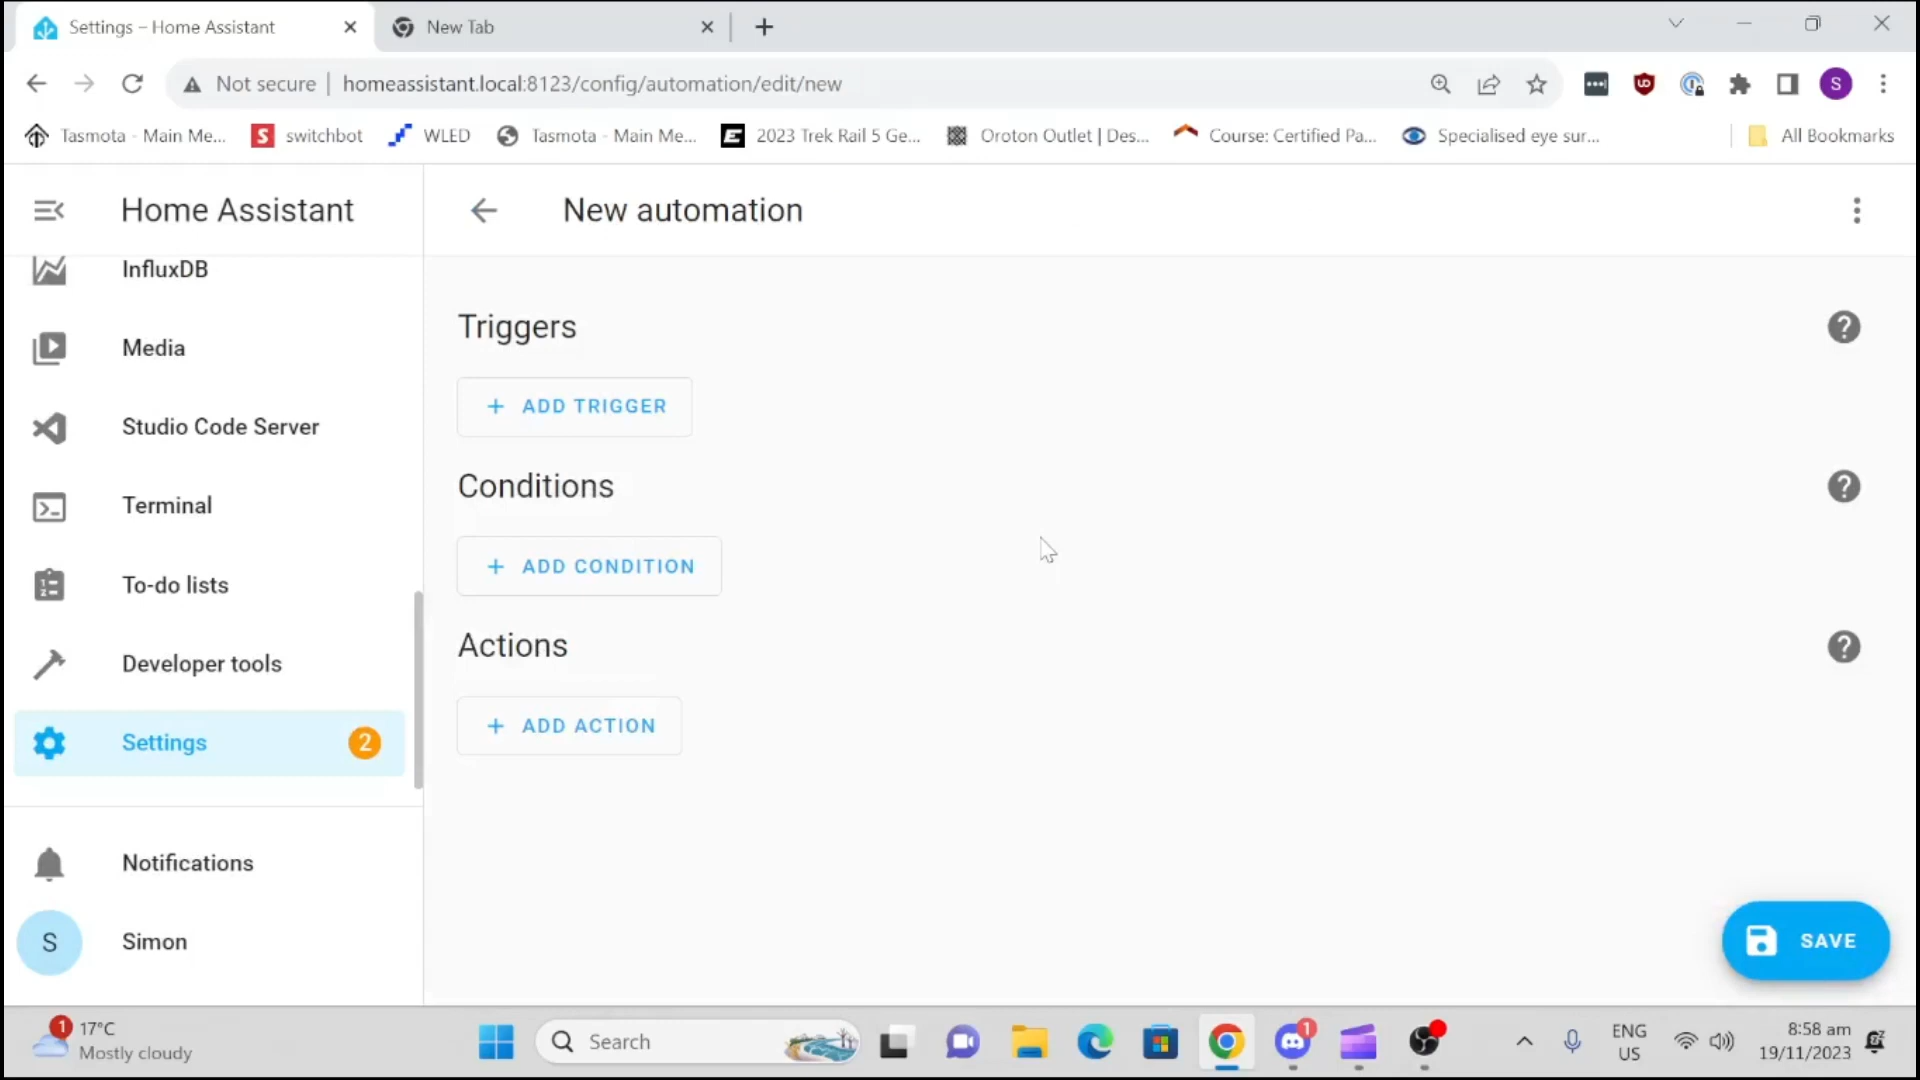 Settings – Home Assistant
New Tab
Not secure
homeassistant.local:8123/config/automation/edit/new
S
Tasmota - Main Me...
switchbot
WLED
Tasmota - Main Me...
2023 Trek Rail 5 Ge...
Oroton Outlet | Des...
Course: Certified Pa...
Specialised eye sur...
All Bookmarks
Home Assistant
InfluxDB
Media
Studio Code Server
Terminal
To-do lists
Developer tools
Settings
2
Notifications
S
Simon
New automation
Triggers
+ ADD TRIGGER
Conditions
+ ADD CONDITION
Actions
+ ADD ACTION
SAVE
1
17°C
Mostly cloudy
Search
1
ENG
US
8:58 am
19/11/2023